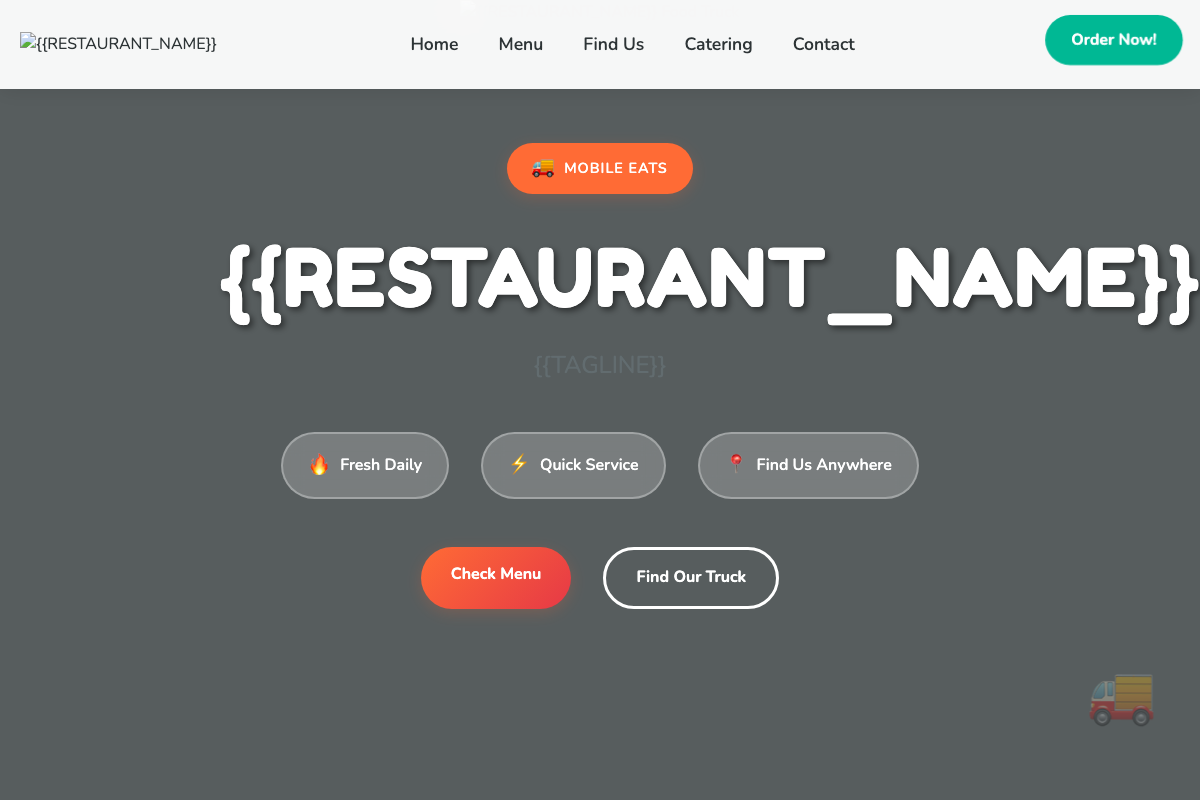 {{RESTAURANT_NAME}}
Home
Menu
Find Us
Catering
Contact
Order Now!
MOBILE EATS
{{RESTAURANT_NAME}}
{{TAGLINE}}
Fresh Daily
Quick Service
Find Us Anywhere
Check Menu
Find Our Truck